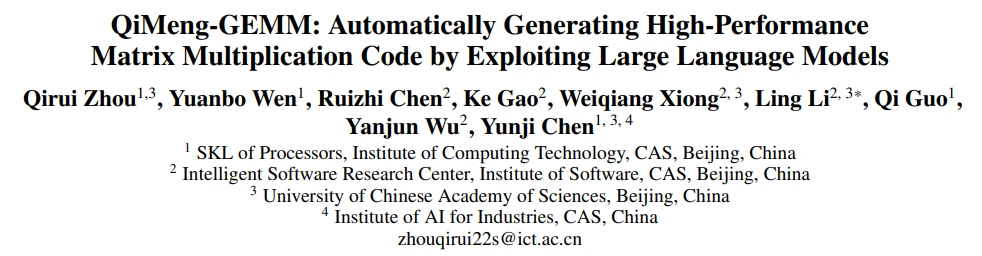 QiMeng-GEMM: Automatically Generating High-Performance
Matrix Multiplication Code by Exploiting Large Language Models
Qirui Zhou1,3, Yuanbo Wen1, Ruizhi Chen2, Ke Gao2, Weiqiang Xiong2, 3, Ling Li2, 3*, Qi Guo1,
Yanjun Wu2, Yunji Chen1, 3, 4
1 SKL of Processors, Institute of Computing Technology, CAS, Beijing, China
2 Intelligent Software Research Center, Institute of Software, CAS, Beijing, China
3 University of Chinese Academy of Sciences, Beijing, China
4 Institute of AI for Industries, CAS, China
zhouqirui22s@ict.ac.cn